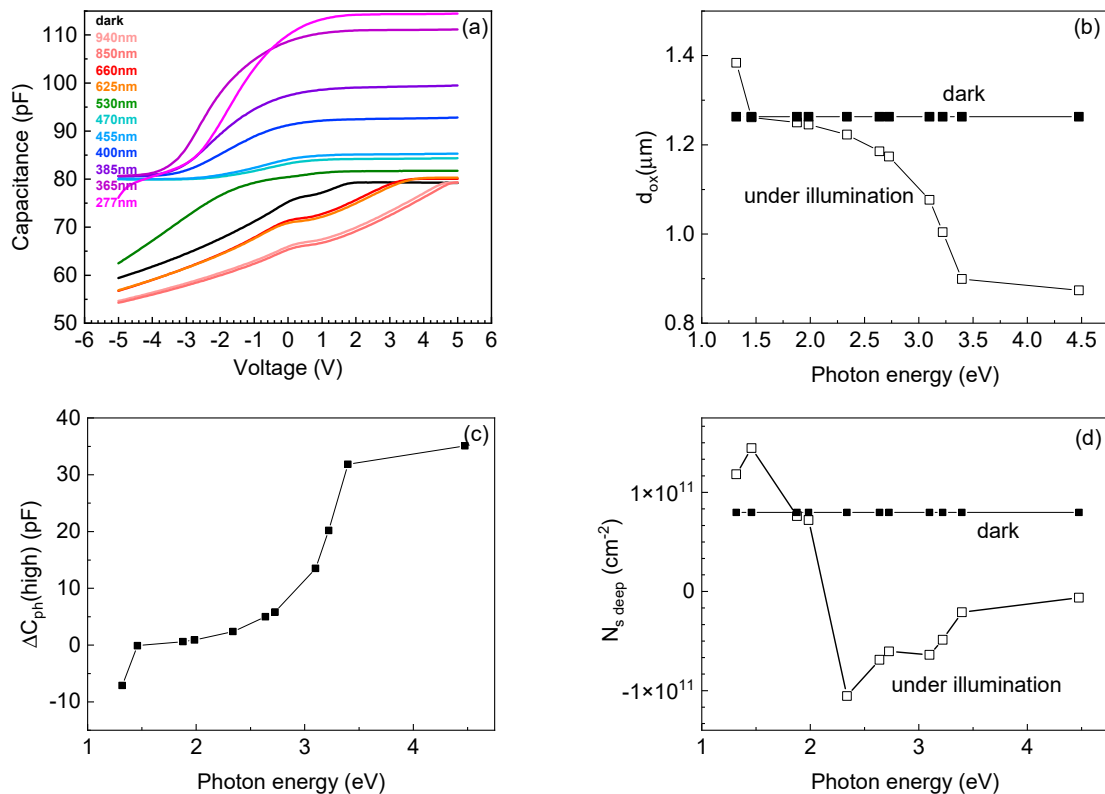 (a)
Capacitance (pF)
110
100
90
80
70
60
50
dark
940nm
850nm
660nm
625nm
530nm
470nm
455nm
400nm
385nm
365nm
277nm
-6 -5 -4 -3 -2 -1 0 1 2 3 4 5 6
Voltage (V)
(b)
d_ox(μm)
1.4
1.2
1.0
0.8
dark
under illumination
1.0 1.5 2.0 2.5 3.0 3.5 4.0 4.5
Photon energy (eV)
(c)
ΔC_ph(high) (pF)
40
30
20
10
0
-10
1 2 3 4
Photon energy (eV)
(d)
N_s deep (cm⁻²)
1×10¹¹
0
-1×10¹¹
dark
under illumination
1 2 3 4
Photon energy (eV)